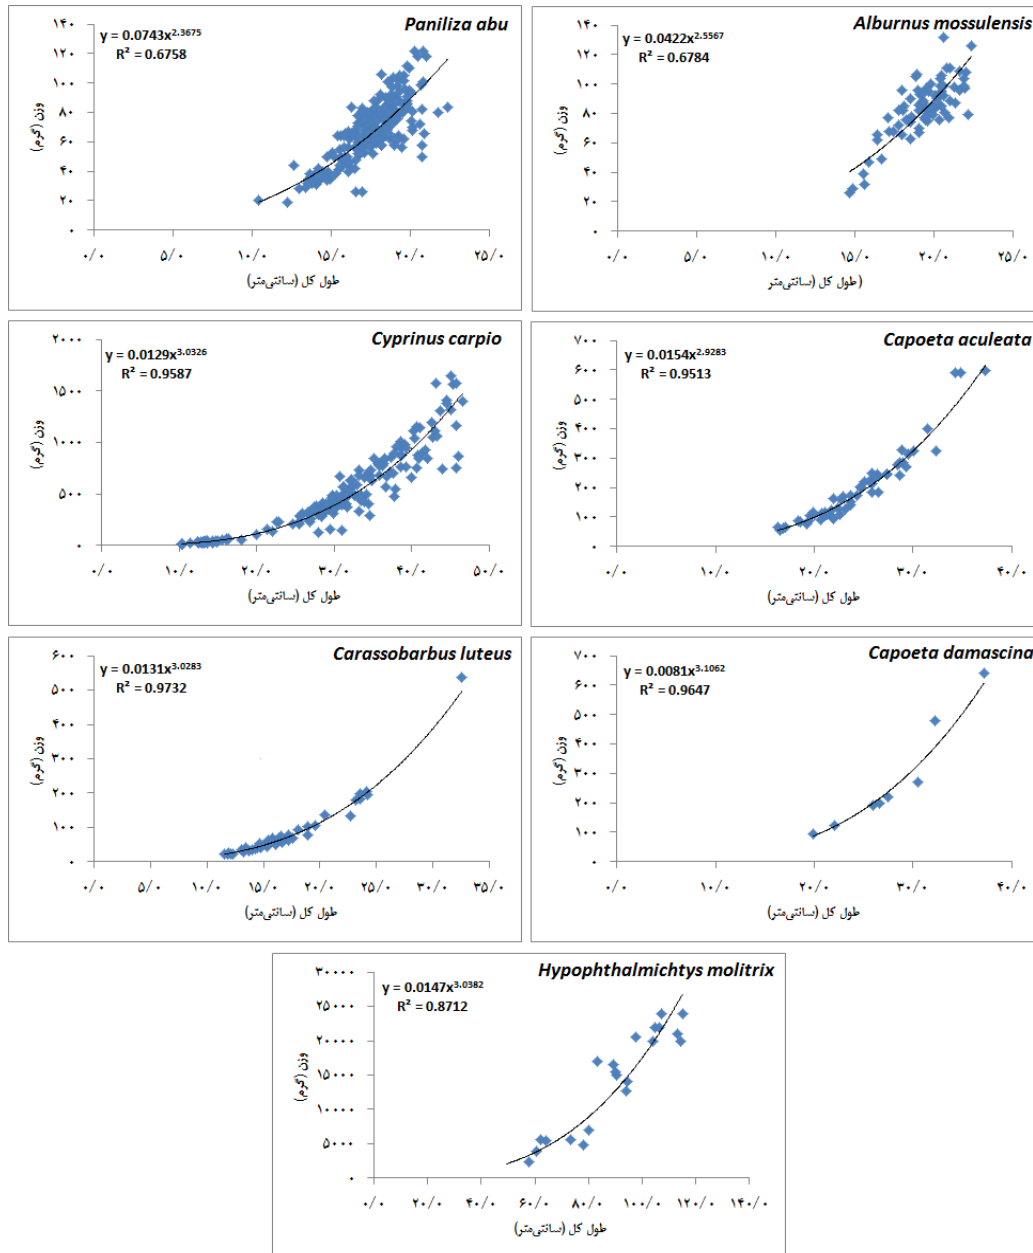 Paniliza abu
y = 0.0743x^2.3675
R² = 0.6758
۱۴۰
۱۲۰
۱۰۰
۸۰
۶۰
۴۰
۲۰
۰
وزن (گرم)
۰/۰ ۵/۰ ۱۰/۰ ۱۵/۰ ۲۰/۰ ۲۵/۰
طول کل (سانتی‌متر)
Alburnus mossulensis
y = 0.0422x^2.5567
R² = 0.6784
۱۴۰
۱۲۰
۱۰۰
۸۰
۶۰
۴۰
۲۰
۰
وزن (گرم)
۰/۰ ۵/۰ ۱۰/۰ ۱۵/۰ ۲۰/۰ ۲۵/۰
(طول کل (سانتی‌متر
Cyprinus carpio
y = 0.0129x^3.0326
R² = 0.9587
۲۰۰۰
۱۵۰۰
۱۰۰۰
۵۰۰
۰
وزن (گرم)
۰/۰ ۱۰/۰ ۲۰/۰ ۳۰/۰ ۴۰/۰ ۵۰/۰
طول کل (سانتی‌متر)
Capoeta aculeata
y = 0.0154x^2.9283
R² = 0.9513
۷۰۰
۶۰۰
۵۰۰
۴۰۰
۳۰۰
۲۰۰
۱۰۰
۰
وزن (گرم)
۰/۰ ۱۰/۰ ۲۰/۰ ۳۰/۰ ۴۰/۰
طول کل (سانتی‌متر)
Carassobarbus luteus
y = 0.0131x^3.0283
R² = 0.9732
۶۰۰
۵۰۰
۴۰۰
۳۰۰
۲۰۰
۱۰۰
۰
وزن (گرم)
۰/۰ ۵/۰ ۱۰/۰ ۱۵/۰ ۲۰/۰ ۲۵/۰ ۳۰/۰ ۳۵/۰
طول کل (سانتی‌متر)
Capoeta damascina
y = 0.0081x^3.1062
R² = 0.9647
۷۰۰
۶۰۰
۵۰۰
۴۰۰
۳۰۰
۲۰۰
۱۰۰
۰
وزن (گرم)
۰/۰ ۱۰/۰ ۲۰/۰ ۳۰/۰ ۴۰/۰
طول کل (سانتی‌متر)
Hypophthalmichtys molitrix
y = 0.0147x^3.0382
R² = 0.8712
۳۰۰۰۰
۲۵۰۰۰
۲۰۰۰۰
۱۵۰۰۰
۱۰۰۰۰
۵۰۰۰
۰
وزن (گرم)
۰/۰ ۲۰/۰ ۴۰/۰ ۶۰/۰ ۸۰/۰ ۱۰۰/۰ ۱۲۰/۰ ۱۴۰/۰
طول کل (سانتی‌متر)